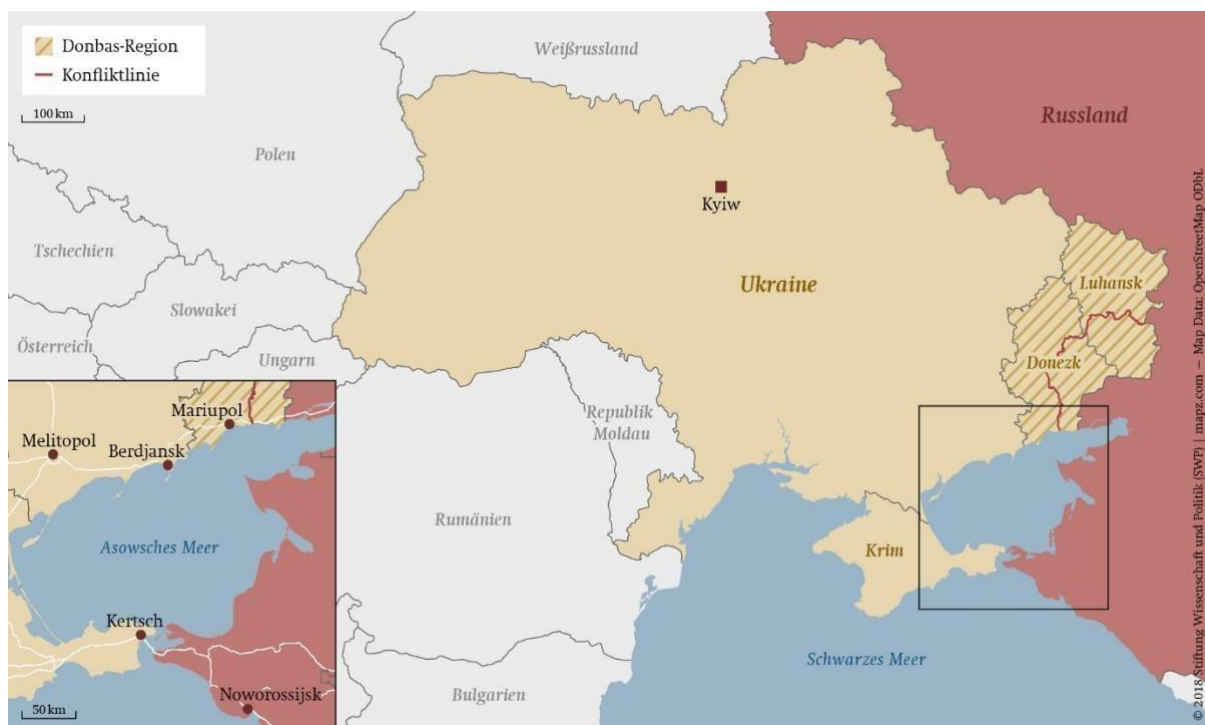 Donbas-Region
Konfliktlinie
100 km
Weißrussland
Russland
Polen
Kyiw
Tschechien
Ukraine
Luhansk
Slowakei
Österreich
Ungarn
Donezk
Republik
Moldau
Rumänien
Krim
Schwarzes Meer
Bulgarien
Mariupol
Melitopol
Berdjansk
Asowsches Meer
Kertsch
Noworossijsk
50 km
© 2018 Stiftung Wissenschaft und Politik (SWP) | mapz.com – Map Data: OpenStreetMap ODbL